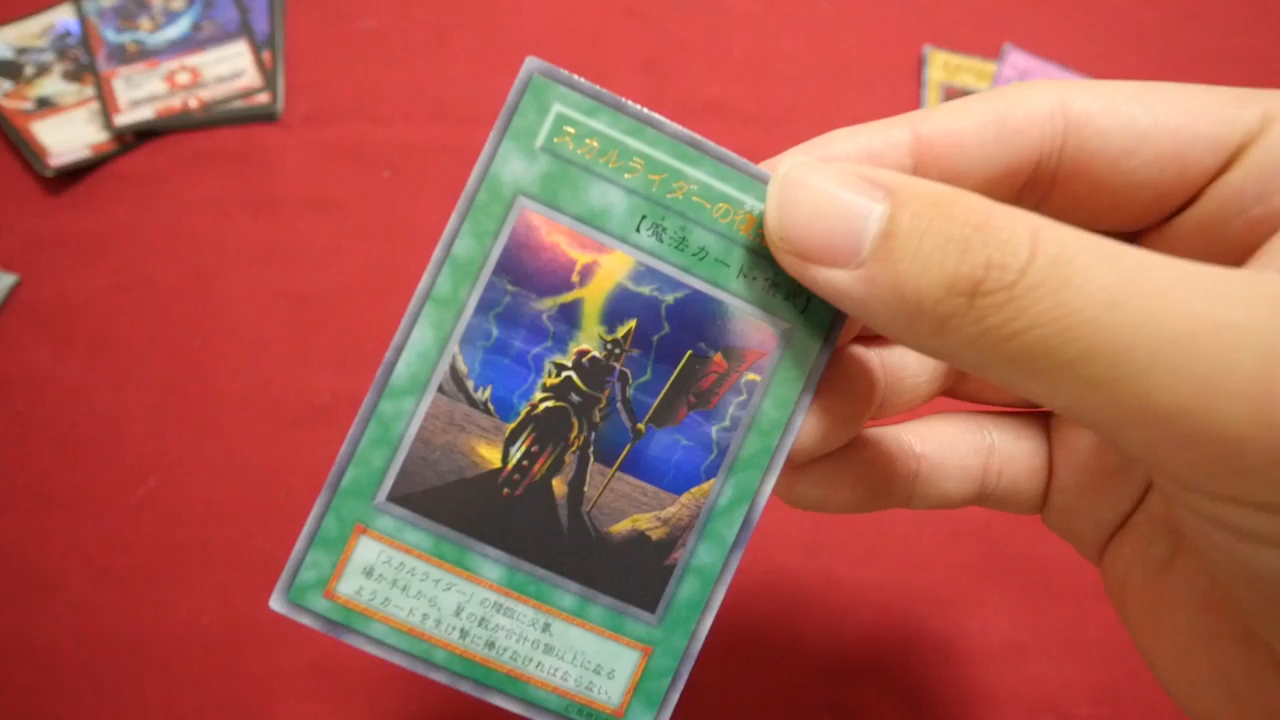 スカルライダーの復
【魔法カード・儀式】
「スカルライダー」の降臨に必要。
場か手札から、星の数が合計6個以上になる
ようカードを生け贄に捧げなければならない。